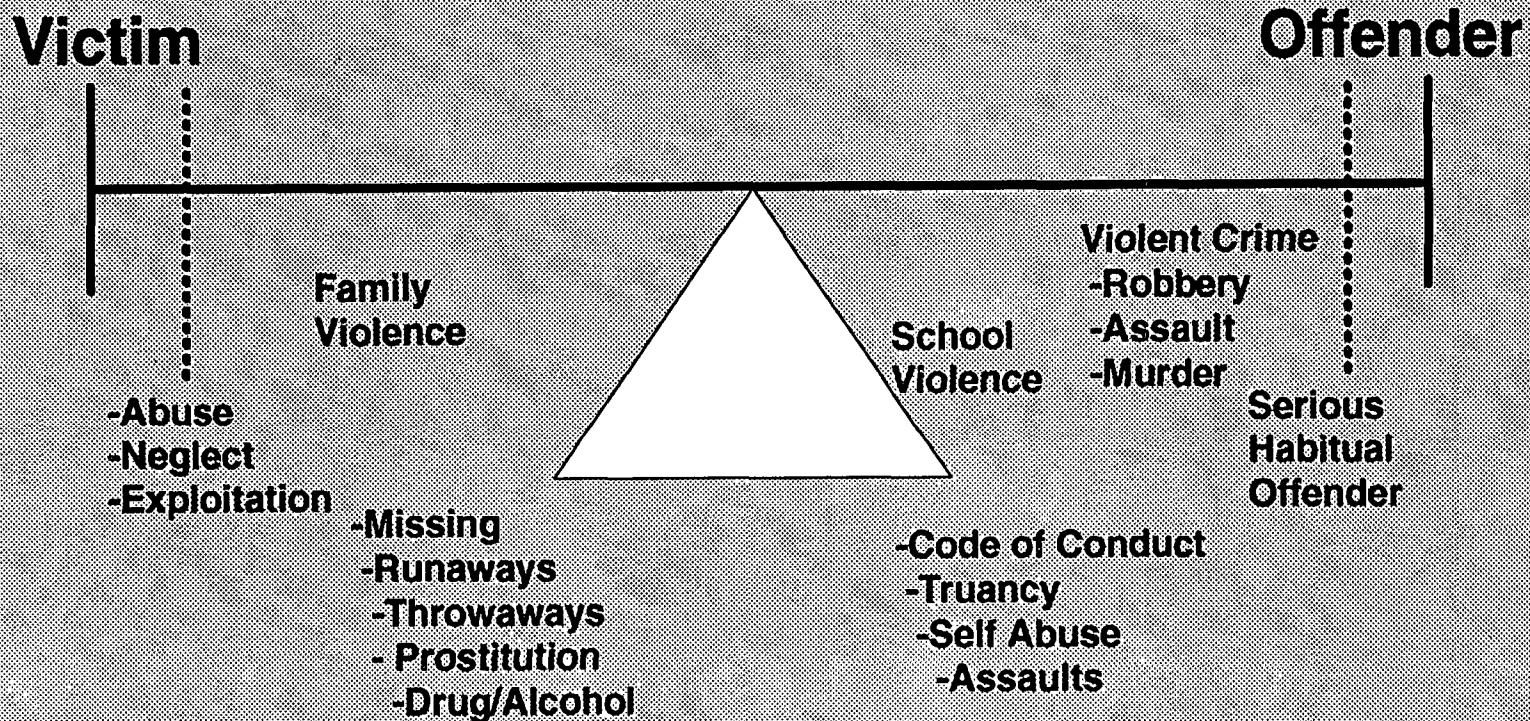 Victim
Offender
Family
Violence
-Abuse
-Neglect
-Exploitation
-Missing
-Runaways
-Throwaways
- Prostitution
-Drug/Alcohol
School
Violence
-Code of Conduct
-Truancy
-Self Abuse
-Assaults
Violent Crime
-Robbery
-Assault
-Murder
Serious
Habitual
Offender